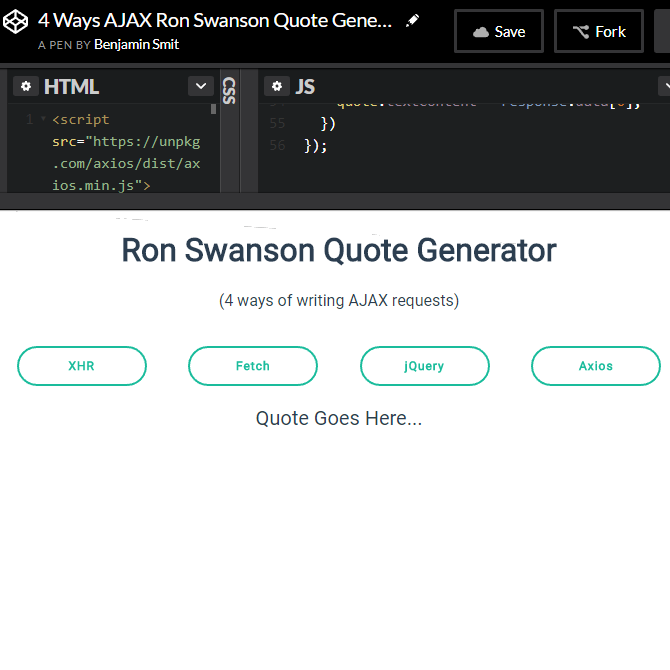 4 Ways AJAX Ron Swanson Quote Gene...
A PEN BY Benjamin Smit
Save
Fork
HTML
CSS
JS
1 <script
src="https://unpkg
.com/axios/dist/ax
ios.min.js">
55 })
56 });
Ron Swanson Quote Generator
(4 ways of writing AJAX requests)
XHR
Fetch
jQuery
Axios
Quote Goes Here...